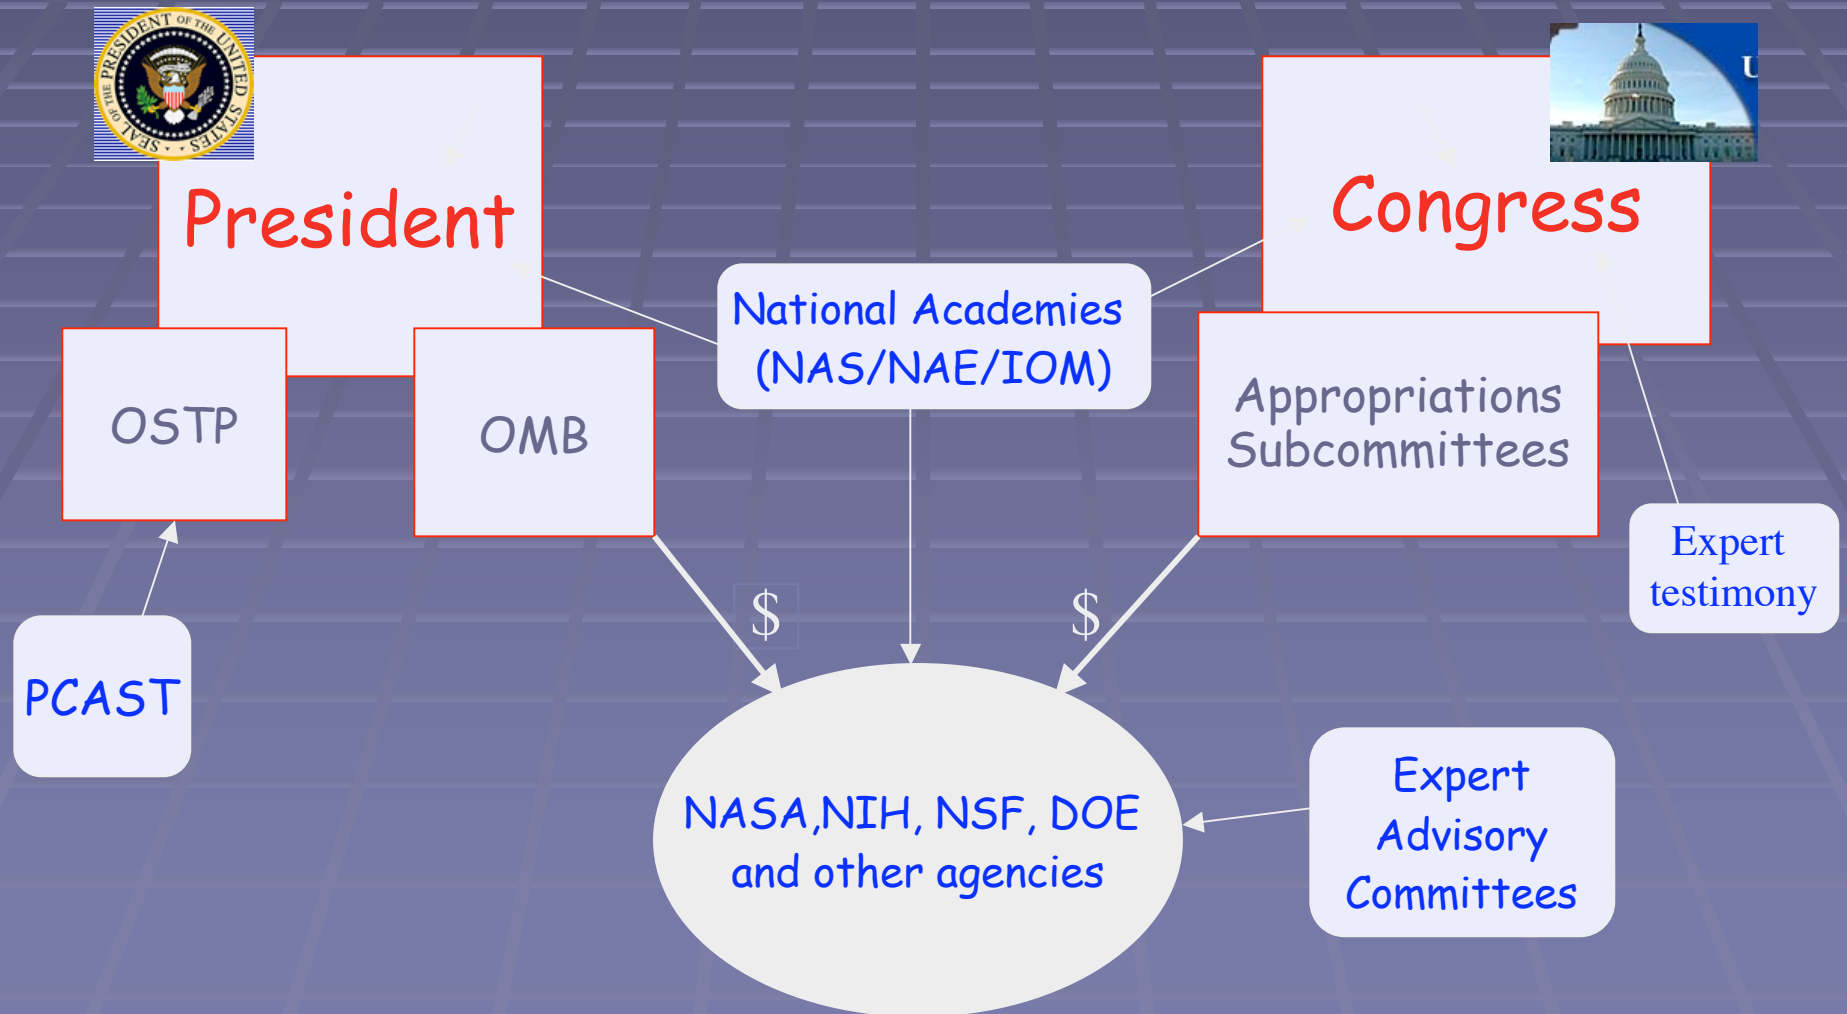 SEAL OF THE PRESIDENT OF THE UNITED STATES
U
President
Congress
National Academies
(NAS/NAE/IOM)
OSTP
OMB
Appropriations
Subcommittees
Expert
testimony
$
$
PCAST
NASA,NIH, NSF, DOE
and other agencies
Expert
Advisory
Committees